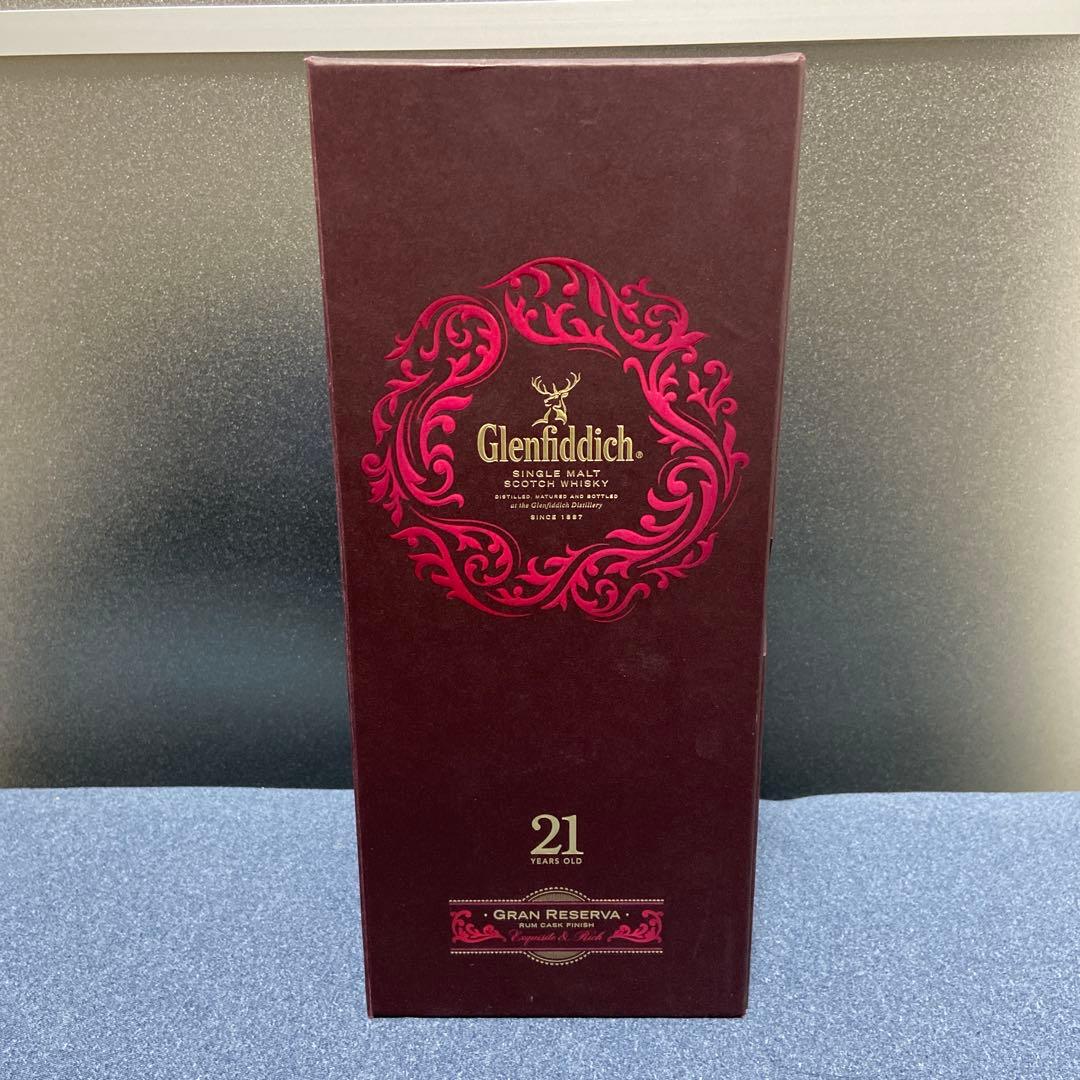 Glenfiddich®
SINGLE MALT
SCOTCH WHISKY
DISTILLED, MATURED AND BOTTLED
at the Glenfiddich Distillery
SINCE 1887
21
YEARS OLD
· GRAN RESERVA ·
RUM CASK FINISH
Exquisite & Rich